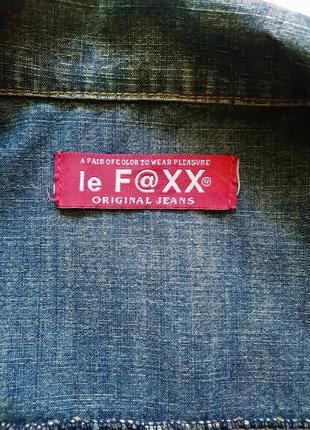 A PAIR OF COLOR TO WEAR PLEASURE
le F@XX®
ORIGINAL JEANS